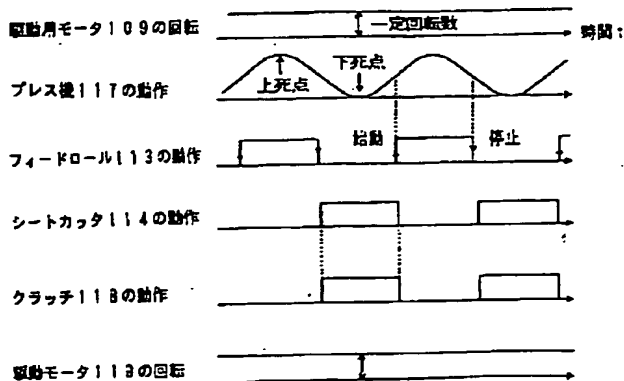 駆動用モータ109の回転
一定回転数
時間t
下死点
上死点
プレス機117の動作
始動
停止
フィードロール113の動作
シートカッタ114の動作
クラッチ118の動作
駆動モータ119の回転